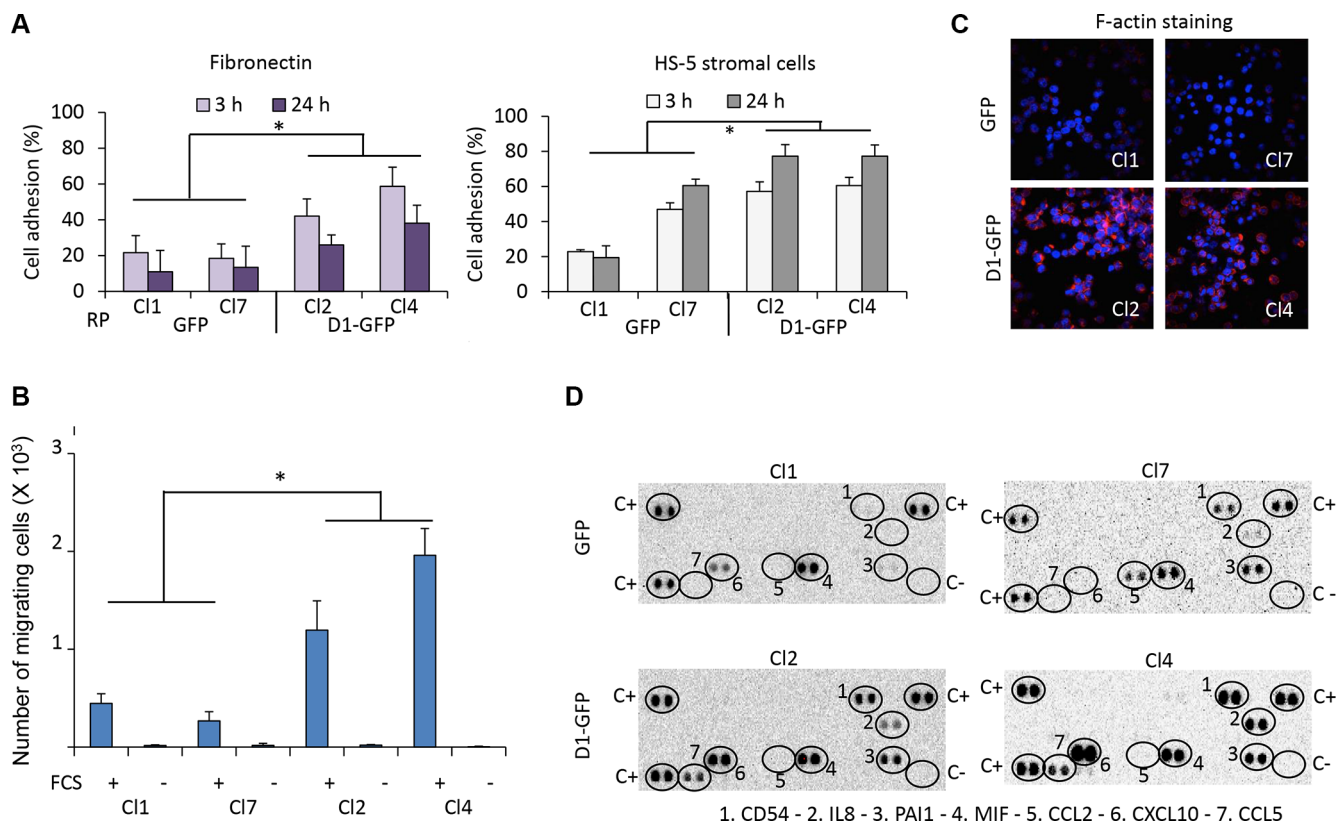 A
Fibronectin
3 h 24 h
*
Cell adhesion (%)
100
80
60
40
20
0
RP
Cl1 Cl7 Cl2 Cl4
GFP D1-GFP
HS-5 stromal cells
3 h 24 h
*
Cell adhesion (%)
100
80
60
40
20
0
Cl1 Cl7 Cl2 Cl4
GFP D1-GFP
C
F-actin staining
GFP
Cl1 Cl7
D1-GFP
Cl2 Cl4
B
Number of migrating cells (X 10³)
3
2
1
*
FCS + - + - + - + -
Cl1 Cl7 Cl2 Cl4
D
GFP
Cl1
C+ 1 C+
2
7 3
C+ 6 5 4 C-
Cl7
C+ 1 C+
2
7 3
C+ 6 5 4 C -
D1-GFP
Cl2
C+ 1 C+
2
7 3
C+ 6 5 4 C-
Cl4
C+ 1 C+
2
7 3
C+ 6 5 4 C-
1. CD54 - 2. IL8 - 3. PAI1 - 4. MIF - 5. CCL2 - 6. CXCL10 - 7. CCL5